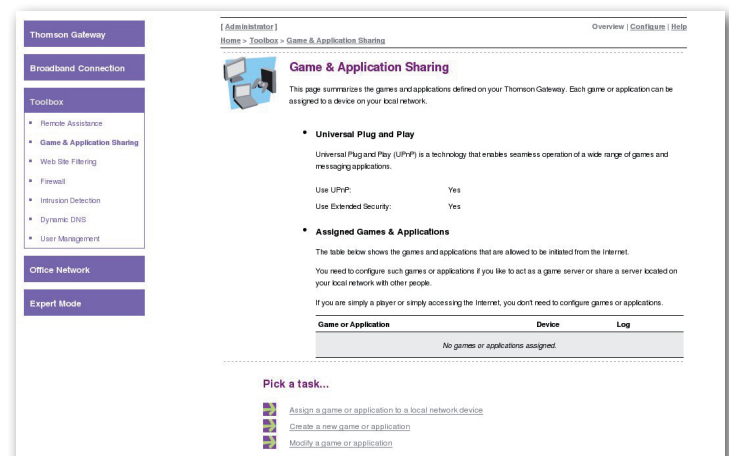 Thomson Gateway
Broadband Connection
Toolbox
Remote Assistance
Game & Application Sharing
Web Site Filtering
Firewall
Intrusion Detection
Dynamic DNS
User Management
Office Network
Expert Mode
[ Administrator ]
Overview | Configure | Help
Home > Toolbox > Game & Application Sharing
Game & Application Sharing
This page summarizes the games and applications defined on your Thomson Gateway. Each game or application can be
assigned to a device on your local network.
Universal Plug and Play
Universal Plug and Play (UPnP) is a technology that enables seamless operation of a wide range of games and
messaging applications.
Use UPnP: Yes
Use Extended Security: Yes
Assigned Games & Applications
The table below shows the games and applications that are allowed to be initiated from the Internet.
You need to configure such games or applications if you like to act as a game server or share a server located on
your local network with other people.
If you are simply a player or simply accessing the Internet, you don't need to configure games or applications.
Game or Application Device Log
No games or applications assigned.
Pick a task...
Assign a game or application to a local network device
Create a new game or application
Modify a game or application